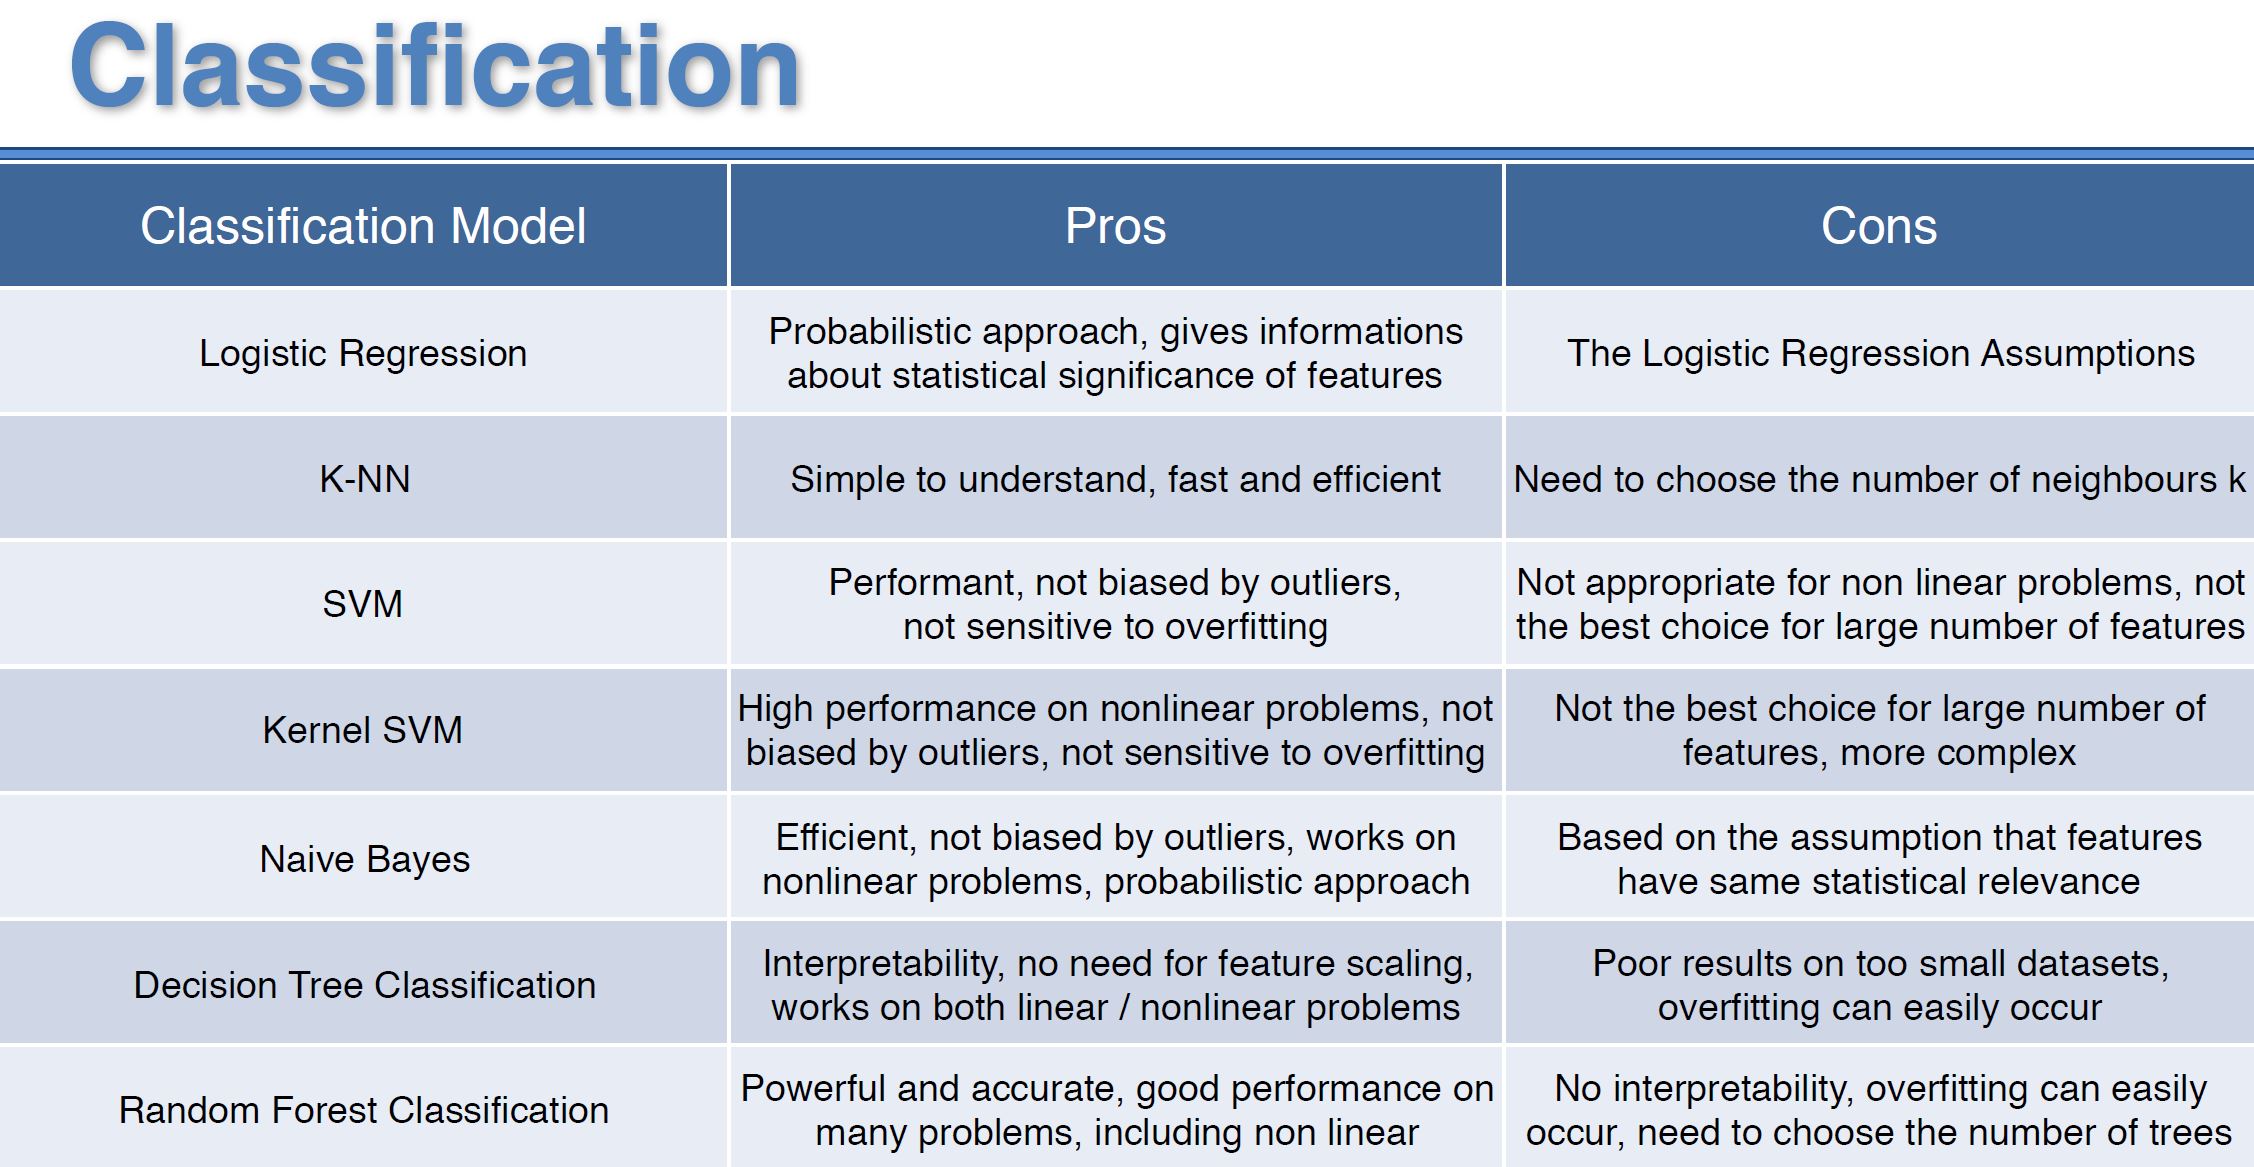 Classification
Classification Model
Pros
Cons
Logistic Regression
Probabilistic approach, gives informations
about statistical significance of features
The Logistic Regression Assumptions
K-NN
Simple to understand, fast and efficient
Need to choose the number of neighbours k
SVM
Performant, not biased by outliers,
not sensitive to overfitting
Not appropriate for non linear problems, not
the best choice for large number of features
Kernel SVM
High performance on nonlinear problems, not
biased by outliers, not sensitive to overfitting
Not the best choice for large number of
features, more complex
Naive Bayes
Efficient, not biased by outliers, works on
nonlinear problems, probabilistic approach
Based on the assumption that features
have same statistical relevance
Decision Tree Classification
Interpretability, no need for feature scaling,
works on both linear / nonlinear problems
Poor results on too small datasets,
overfitting can easily occur
Random Forest Classification
Powerful and accurate, good performance on
many problems, including non linear
No interpretability, overfitting can easily
occur, need to choose the number of trees